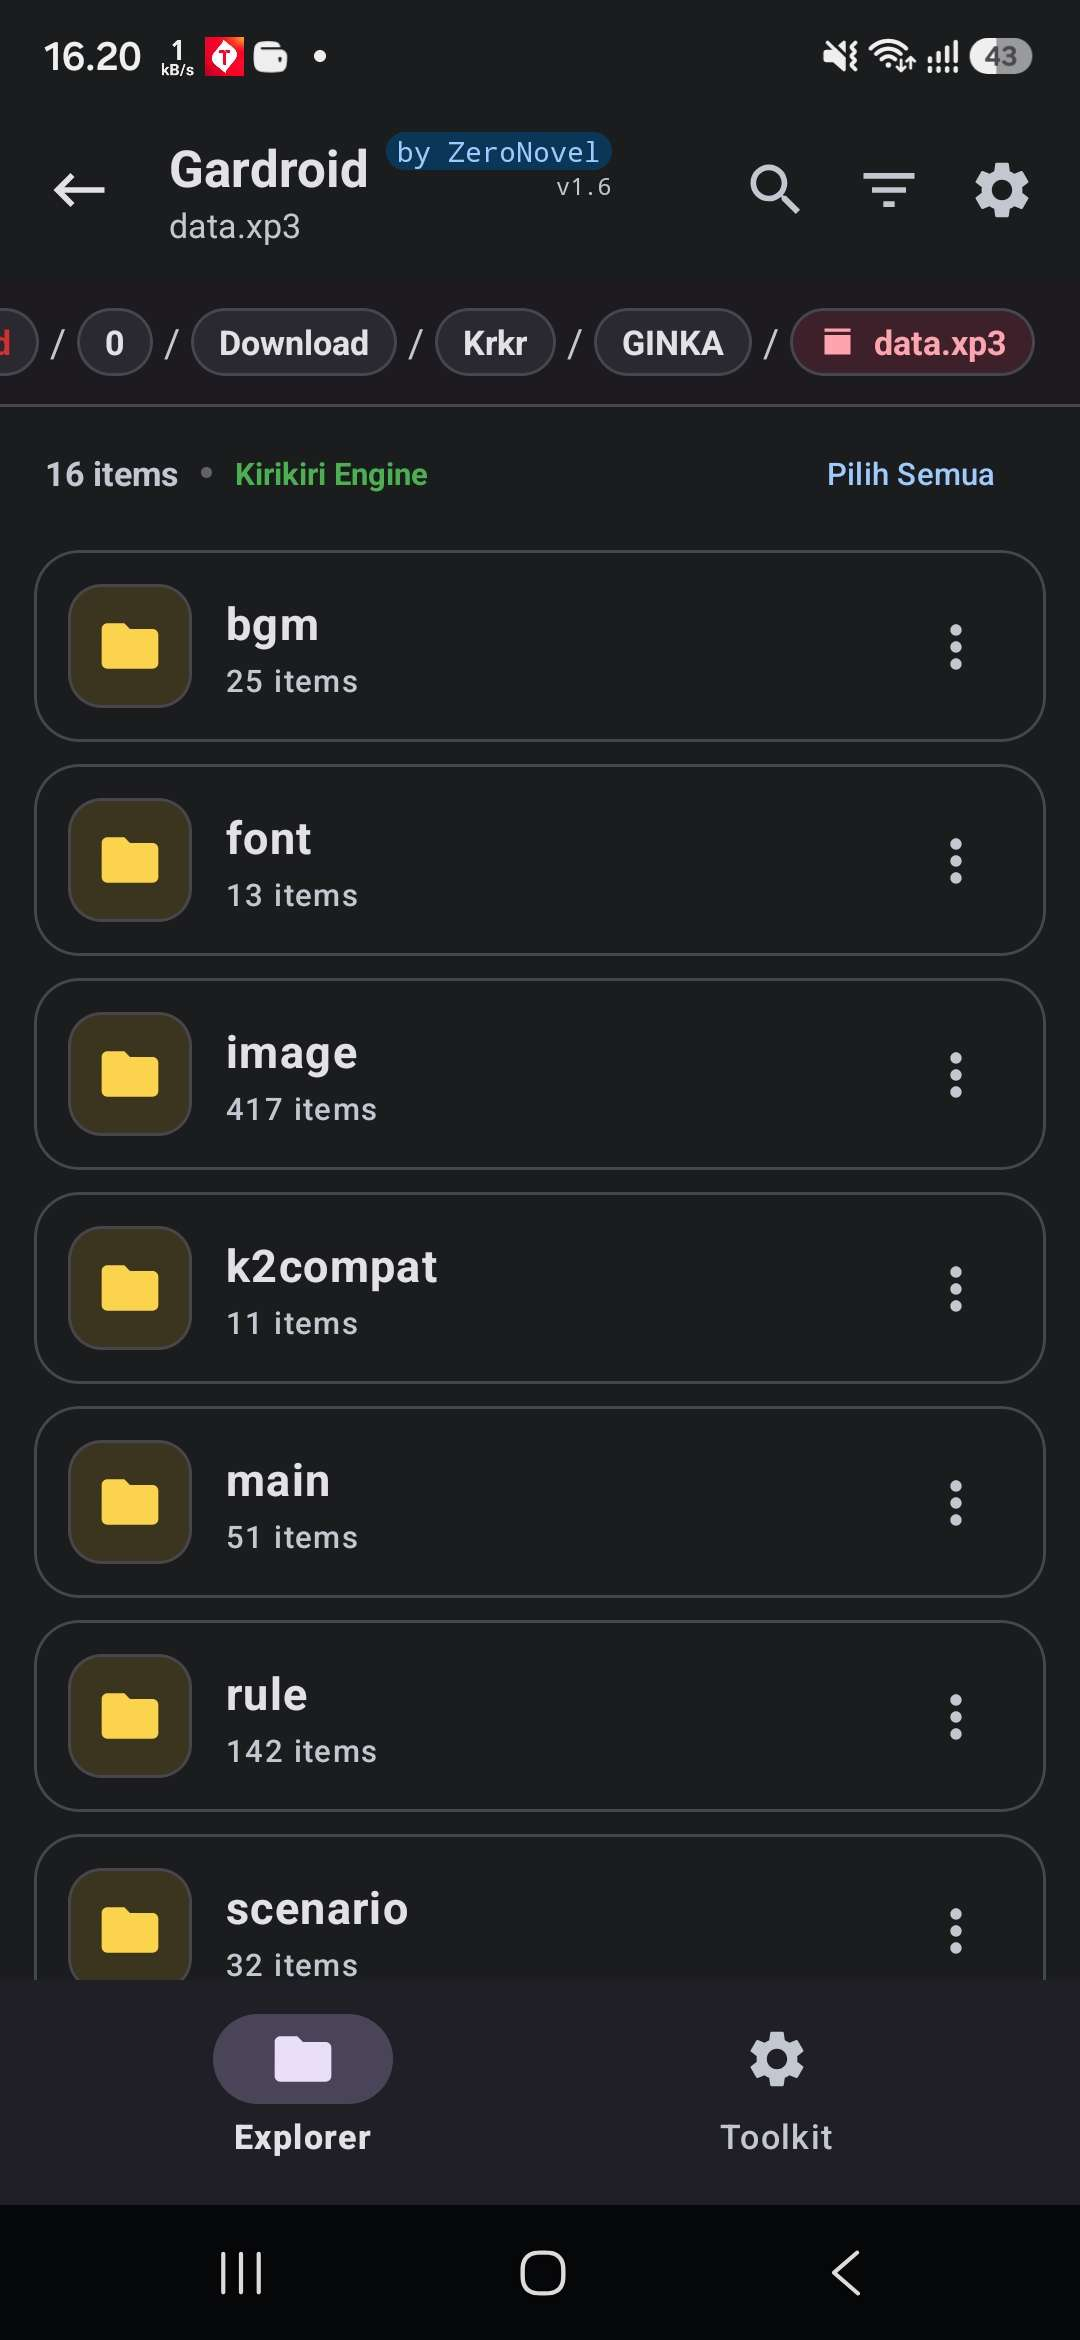 16.20
1
kB/s
T
43
Gardroid
by ZeroNovel
v1.6
data.xp3
d / 0 / Download / Krkr / GINKA / data.xp3
16 items • Kirikiri Engine
Pilih Semua
bgm
25 items
font
13 items
image
417 items
k2compat
11 items
main
51 items
rule
142 items
scenario
32 items
Explorer
Toolkit